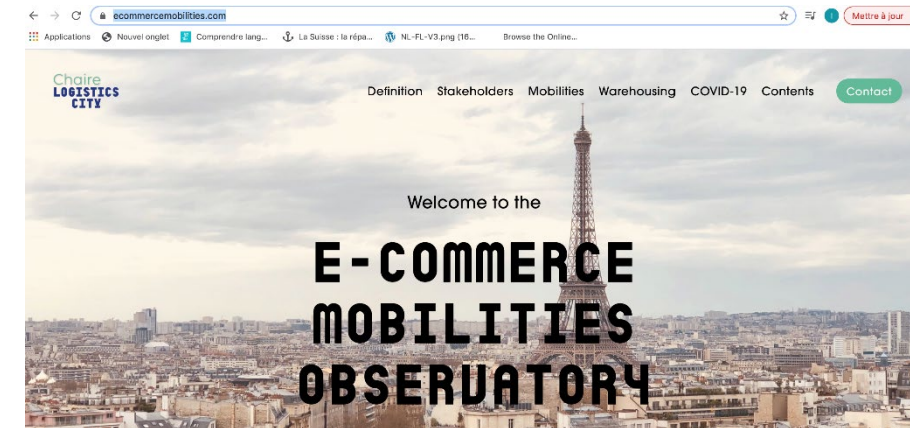 ecommercemobilities.com
Mettre à jour
Applications Nouvel onglet Comprendre lang... La Suisse : la répa... NL-FL-V3.png (16... Browse the Online...
Chaire
LOGISTICS
CITY
Definition Stakeholders Mobilities Warehousing COVID-19 Contents Contact
Welcome to the
E-COMMERCE
MOBILITIES
OBSERVATORY